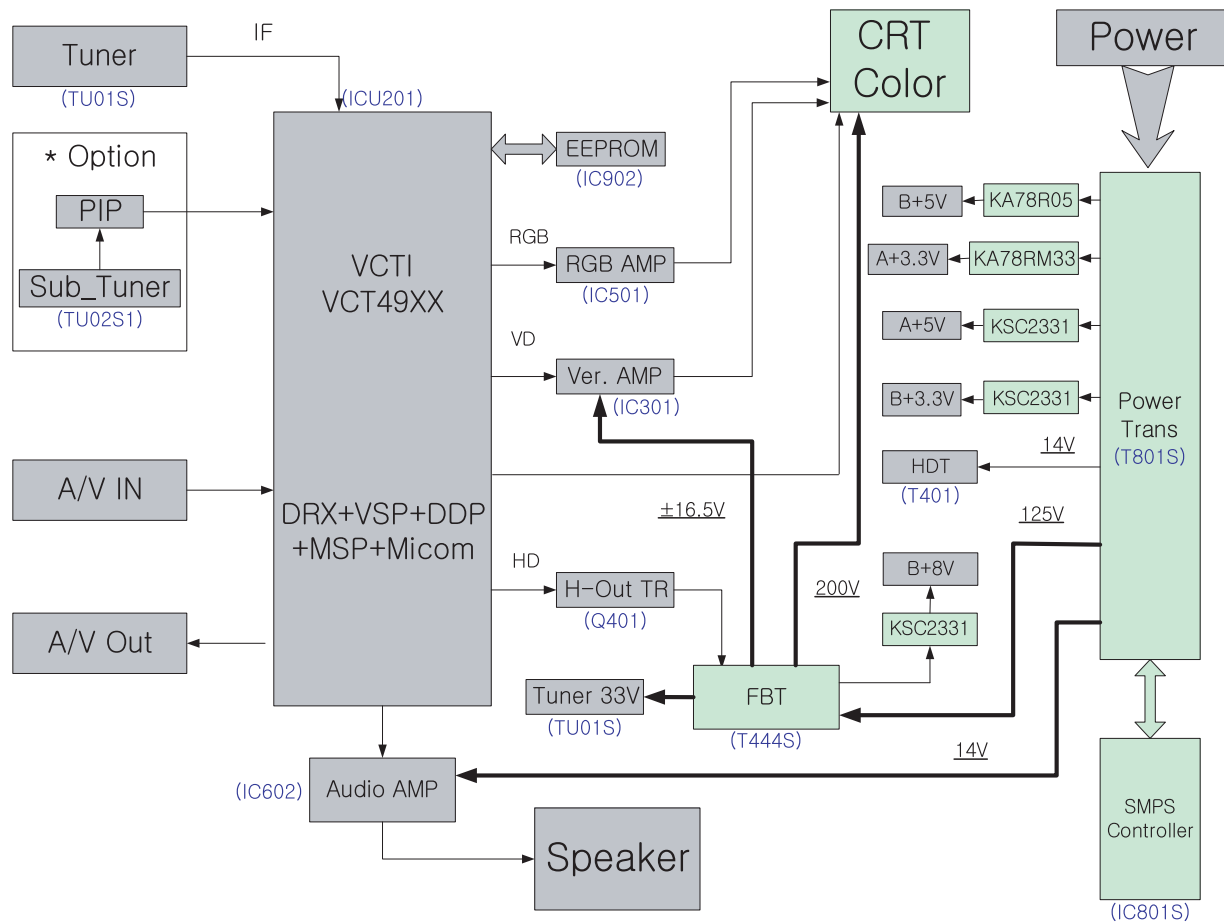 Tuner
(TU01S)
IF
(ICU201)
CRT
Color
Power
* Option
PIP
Sub_Tuner
(TU02S1)
VCTI
VCT49XX
DRX+VSP+DDP
+MSP+Micom
EEPROM
(IC902)
RGB
RGB AMP
(IC501)
VD
Ver. AMP
(IC301)
B+5V
KA78R05
A+3.3V
KA78RM33
A+5V
KSC2331
B+3.3V
KSC2331
Power
Trans
(T801S)
HDT
(T401)
14V
A/V IN
±16.5V
125V
HD
H-Out TR
(Q401)
200V
B+8V
KSC2331
A/V Out
Tuner 33V
(TU01S)
FBT
(T444S)
14V
(IC602)
Audio AMP
Speaker
SMPS
Controller
(IC801S)